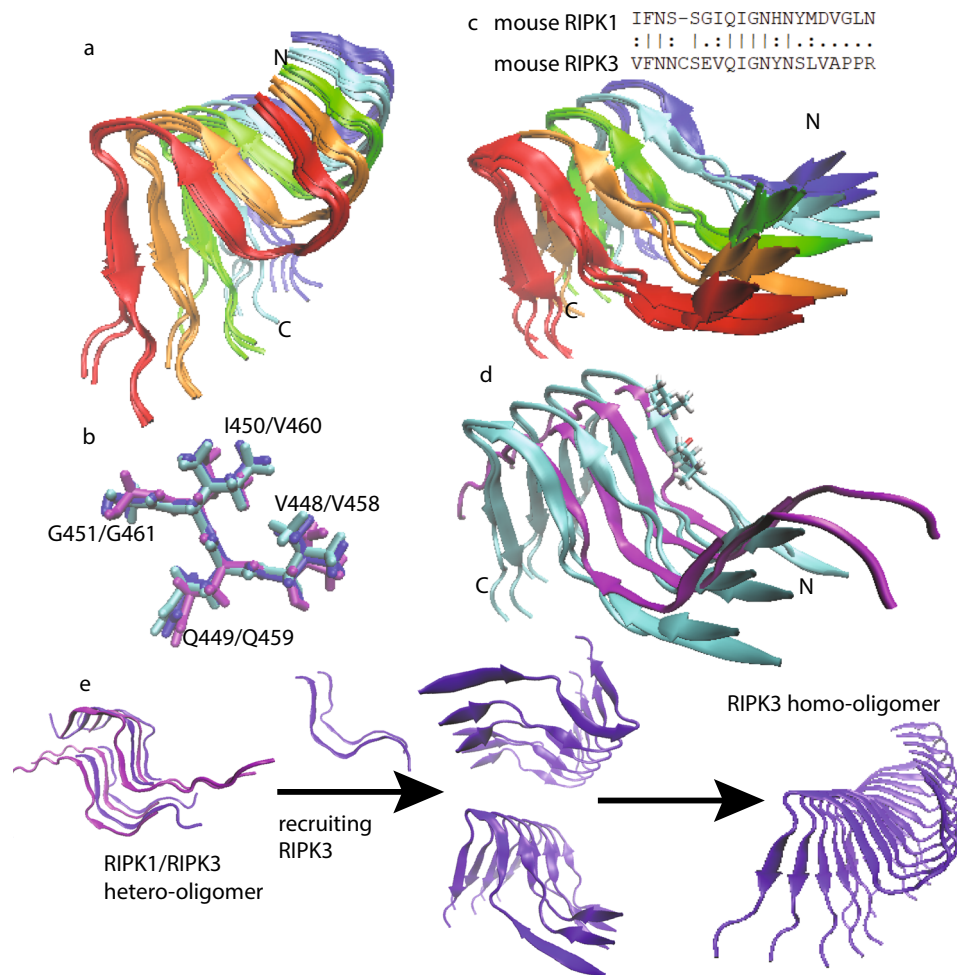 a
N
C
c mouse RIPK1 IFNS-SGIQIGNHNYMDVGLN
:||: |.:||||:|.:.....
mouse RIPK3 VFNNCSEVQIGNYNSLVAPPR
N
C
b
I450/V460
V448/V458
G451/G461
Q449/Q459
d
C
N
e
RIPK1/RIPK3
hetero-oligomer
recruiting
RIPK3
RIPK3 homo-oligomer